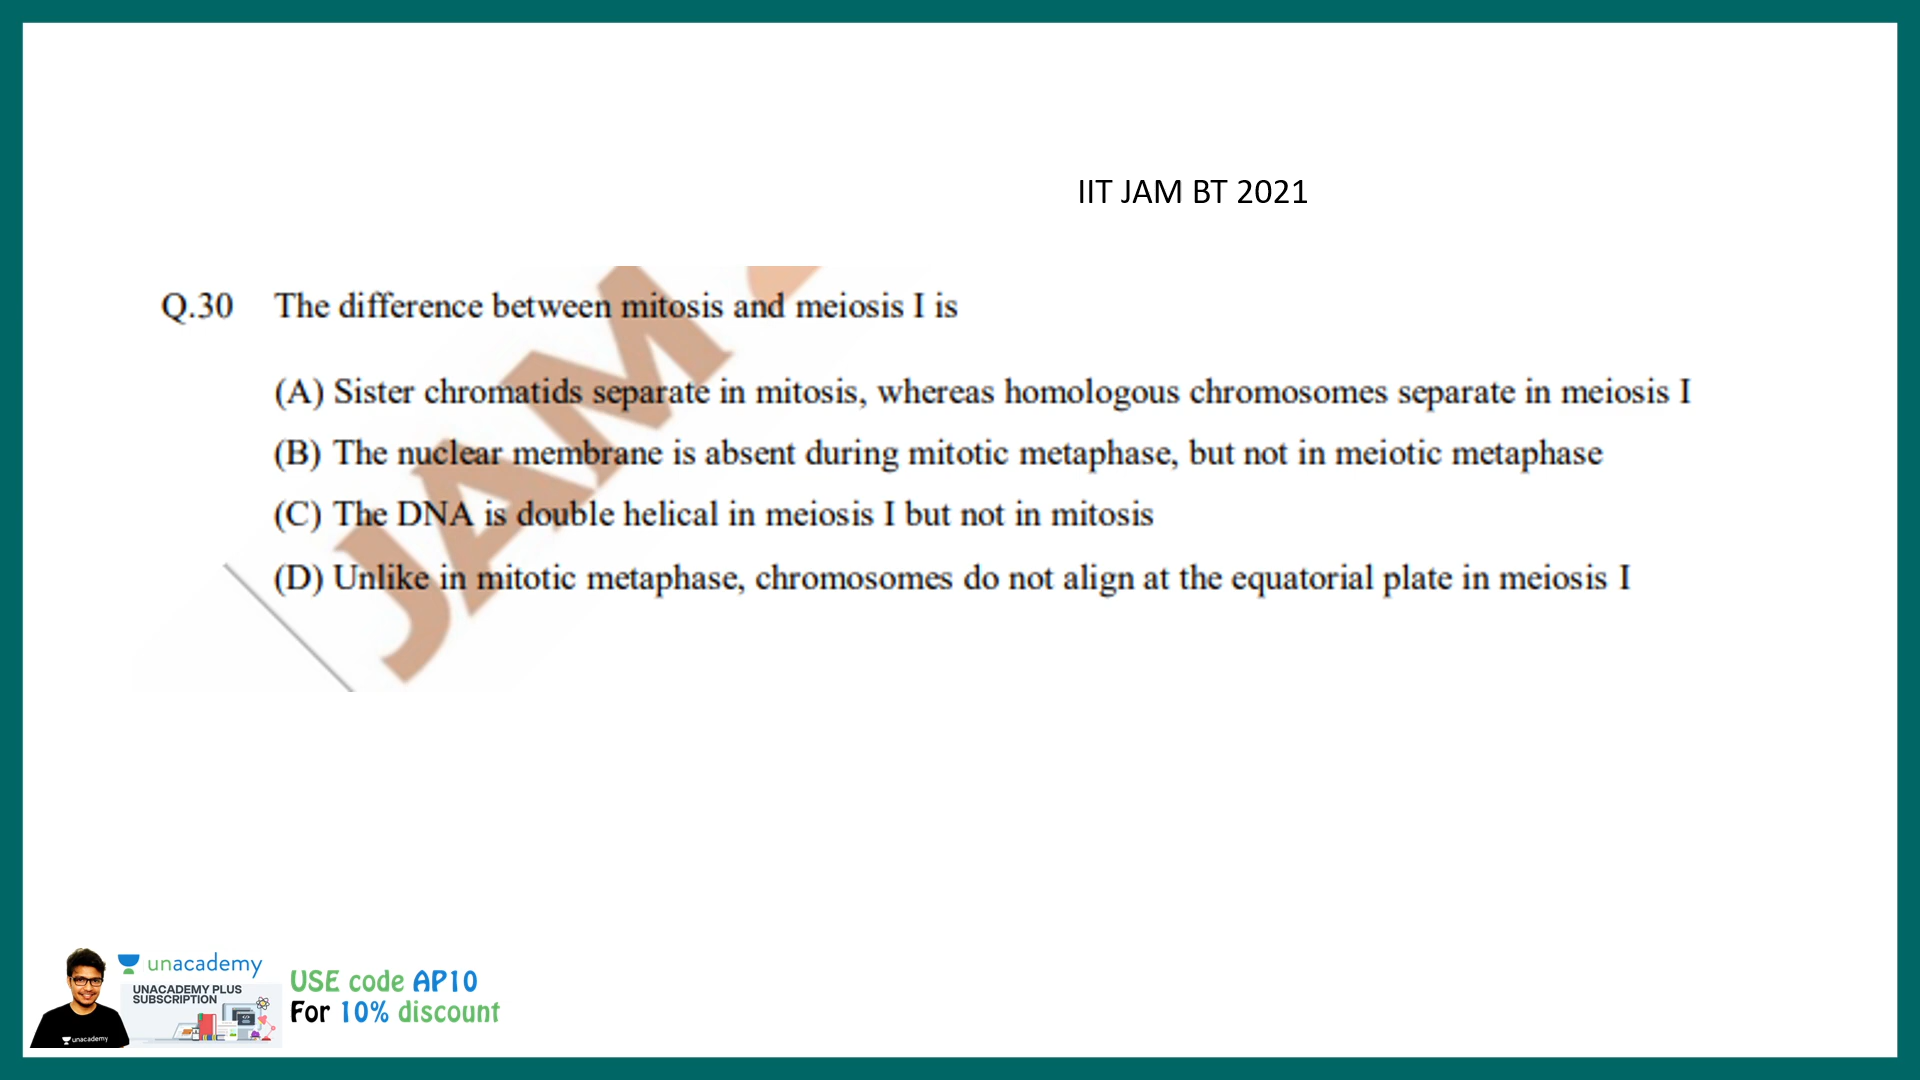 IIT JAM BT 2021
Q.30 The difference between mitosis and meiosis I is
(A) Sister chromatids separate in mitosis, whereas homologous chromosomes separate in meiosis I
(B) The nuclear membrane is absent during mitotic metaphase, but not in meiotic metaphase
(C) The DNA is double helical in meiosis I but not in mitosis
(D) Unlike in mitotic metaphase, chromosomes do not align at the equatorial plate in meiosis I
JAM
unacademy
UNACADEMY PLUS
SUBSCRIPTION
unacademy
USE code AP10
For 10% discount